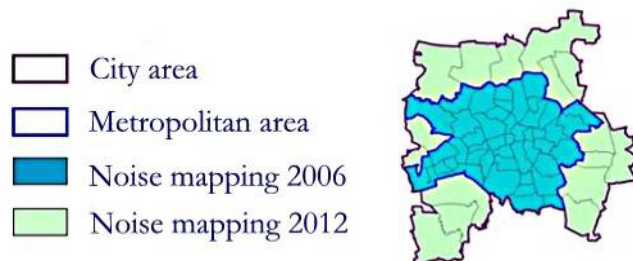 City area
Metropolitan area
Noise mapping 2006
Noise mapping 2012